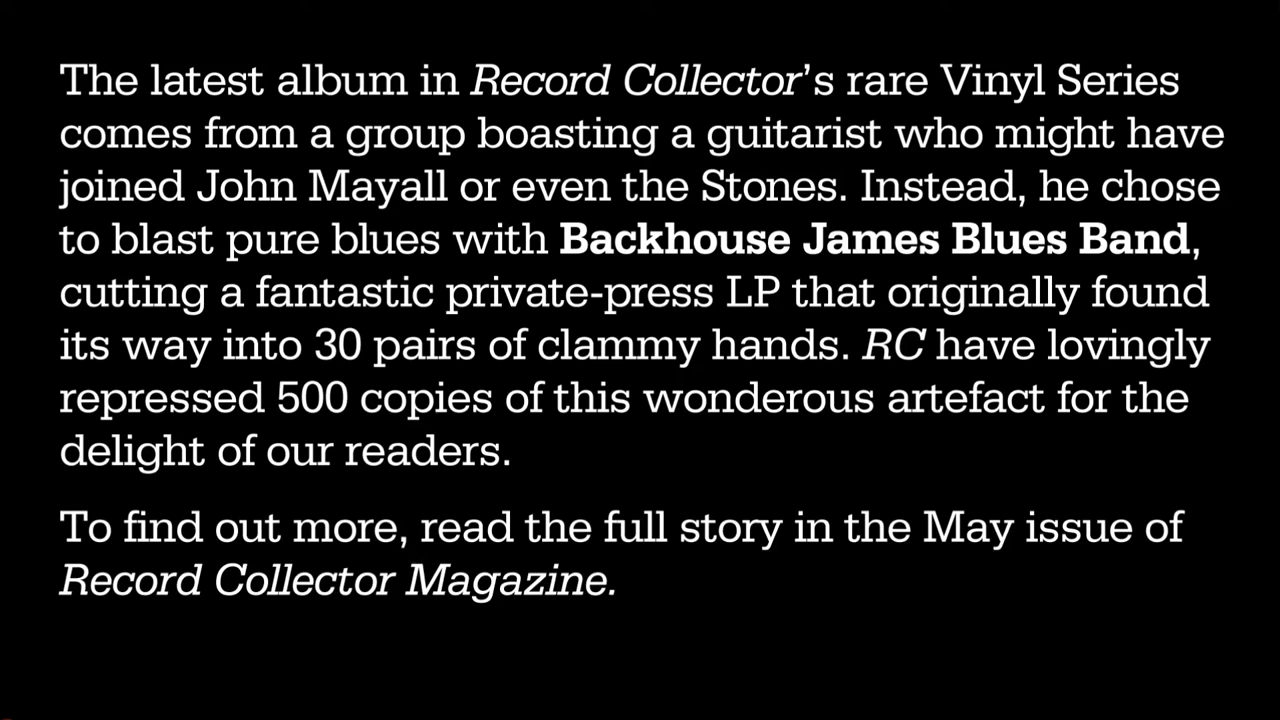 The latest album in Record Collector’s rare Vinyl Series
comes from a group boasting a guitarist who might have
joined John Mayall or even the Stones. Instead, he chose
to blast pure blues with Backhouse James Blues Band,
cutting a fantastic private-press LP that originally found
its way into 30 pairs of clammy hands. RC have lovingly
repressed 500 copies of this wonderous artefact for the
delight of our readers.
To find out more, read the full story in the May issue of
Record Collector Magazine.